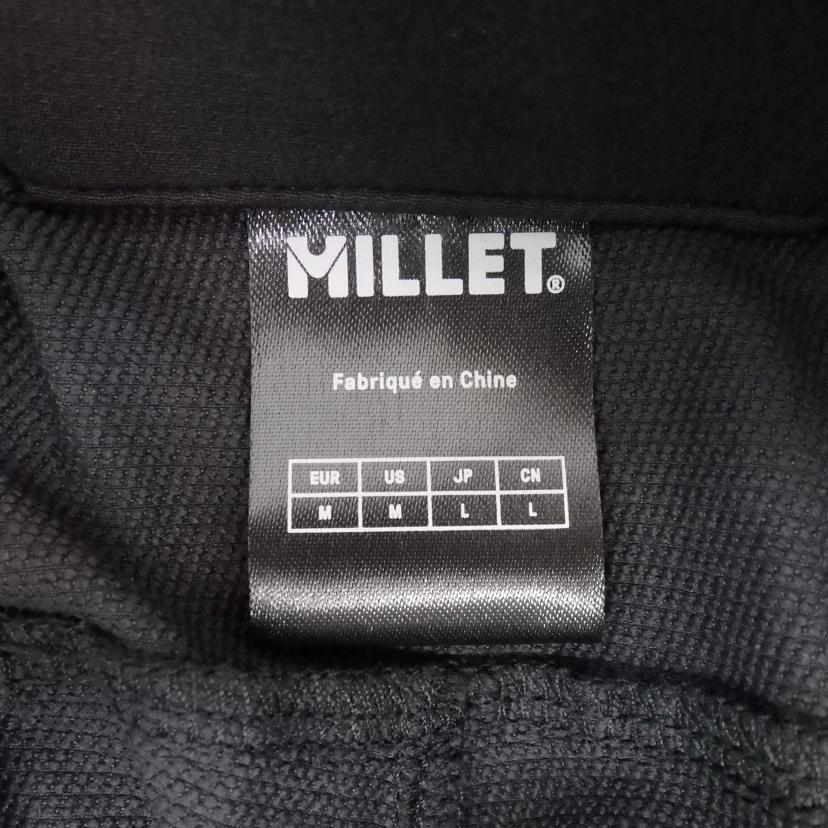 MILLET®
Fabriqué en Chine
EUR US JP CN
M M L L